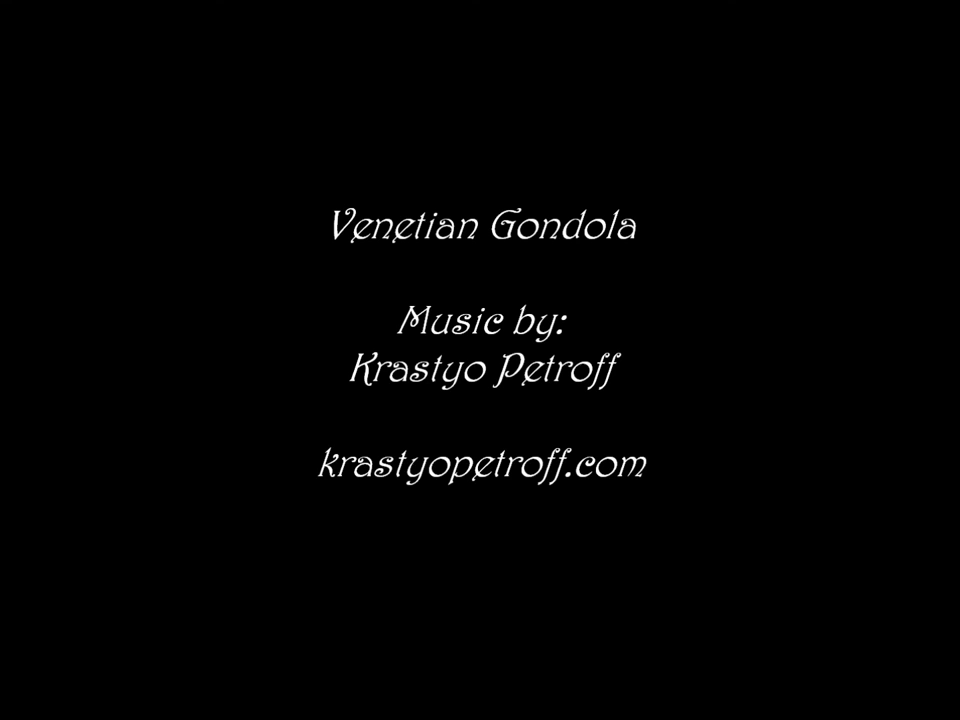 Venetian Gondola
Music by:
Krastyo Petroff
krastyopetroff.com